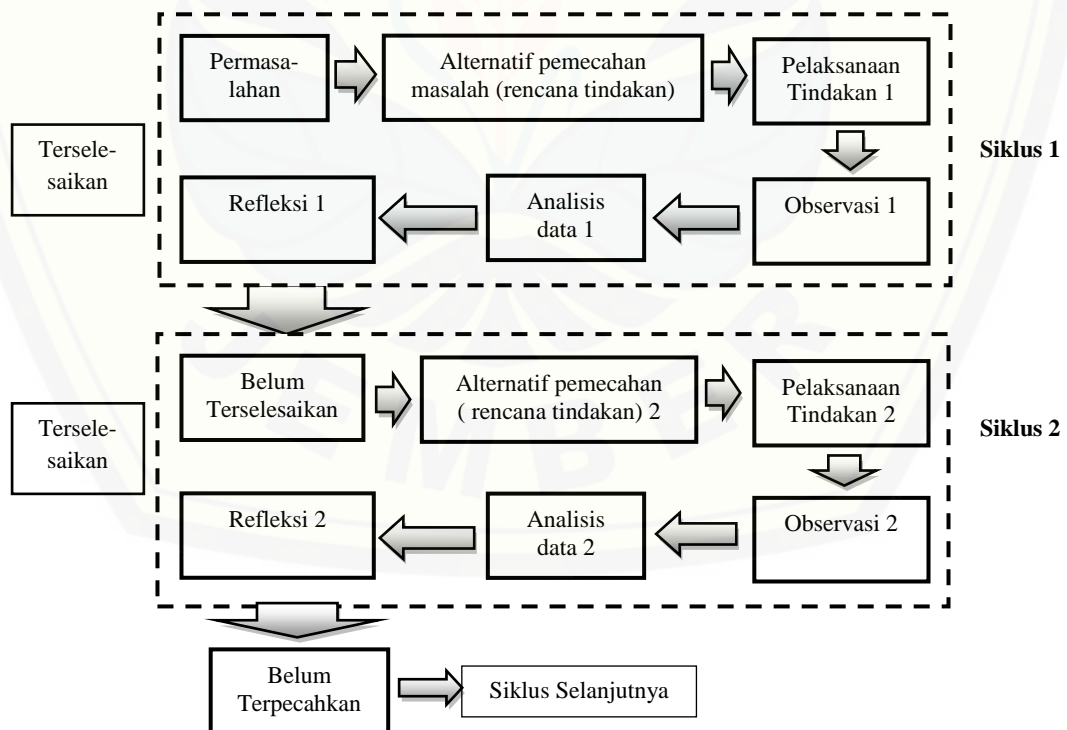 Permasa-
lahan
Alternatif pemecahan
masalah (rencana tindakan)
Pelaksanaan
Tindakan 1
Tersele-
saikan
Siklus 1
Refleksi 1
Analisis
data 1
Observasi 1
Belum
Terselesaikan
Alternatif pemecahan
( rencana tindakan) 2
Pelaksanaan
Tindakan 2
Tersele-
saikan
Siklus 2
Refleksi 2
Analisis
data 2
Observasi 2
Belum
Terpecahkan
Siklus Selanjutnya
JEMBER